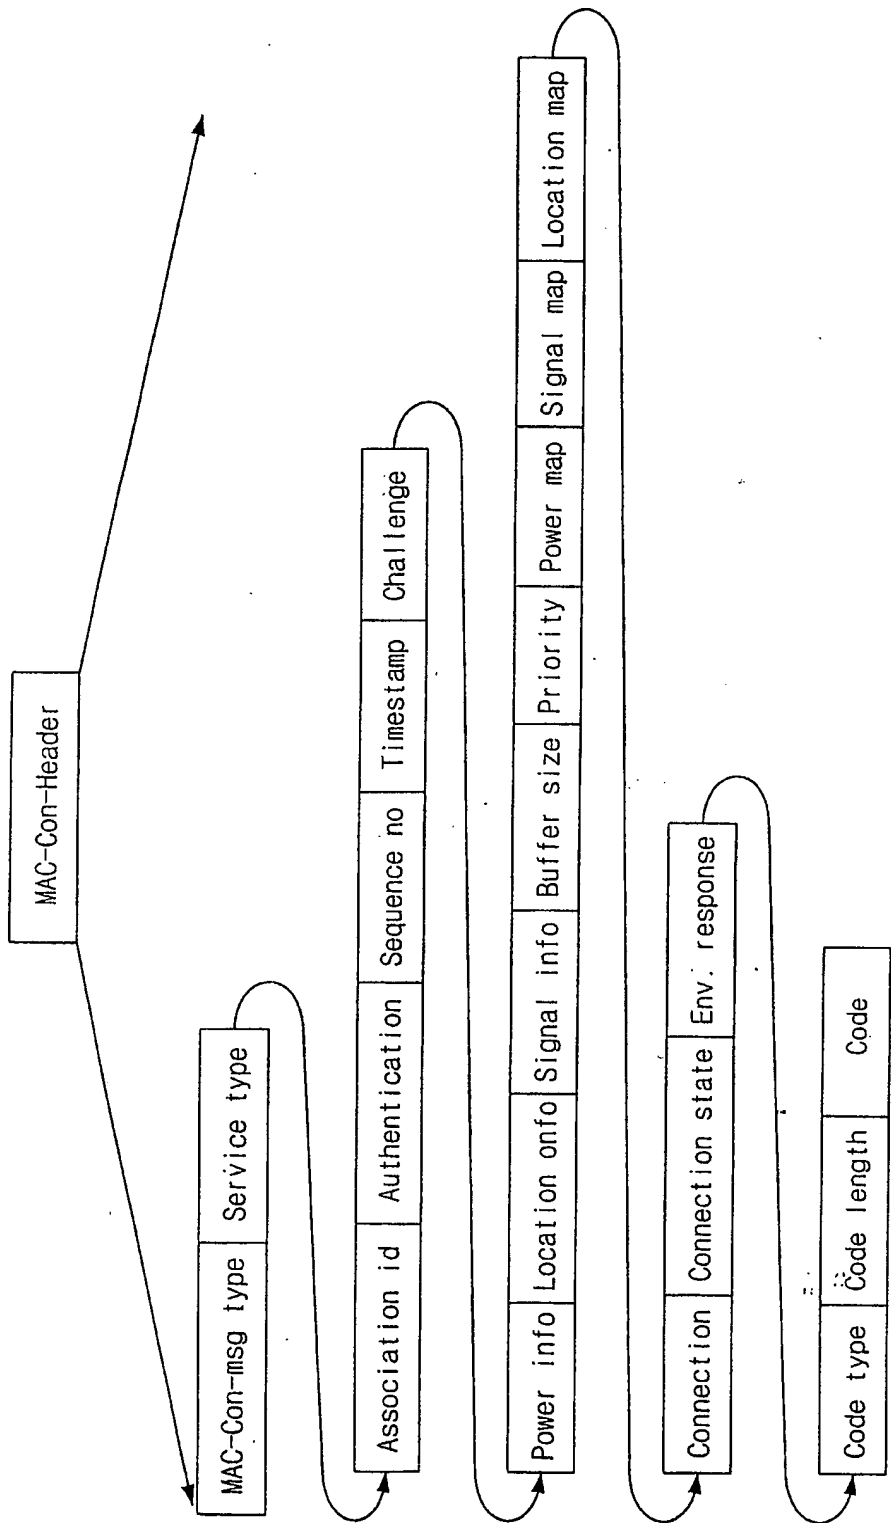 MAC-Con-Header
MAC-Con-msg type Service type
Association id Authentication Sequence no Timestamp Challenge
Power info Location onfo Signal info Buffer size Priority Power map Signal map Location map
Connection Connection state Env. response
Code type Code length Code